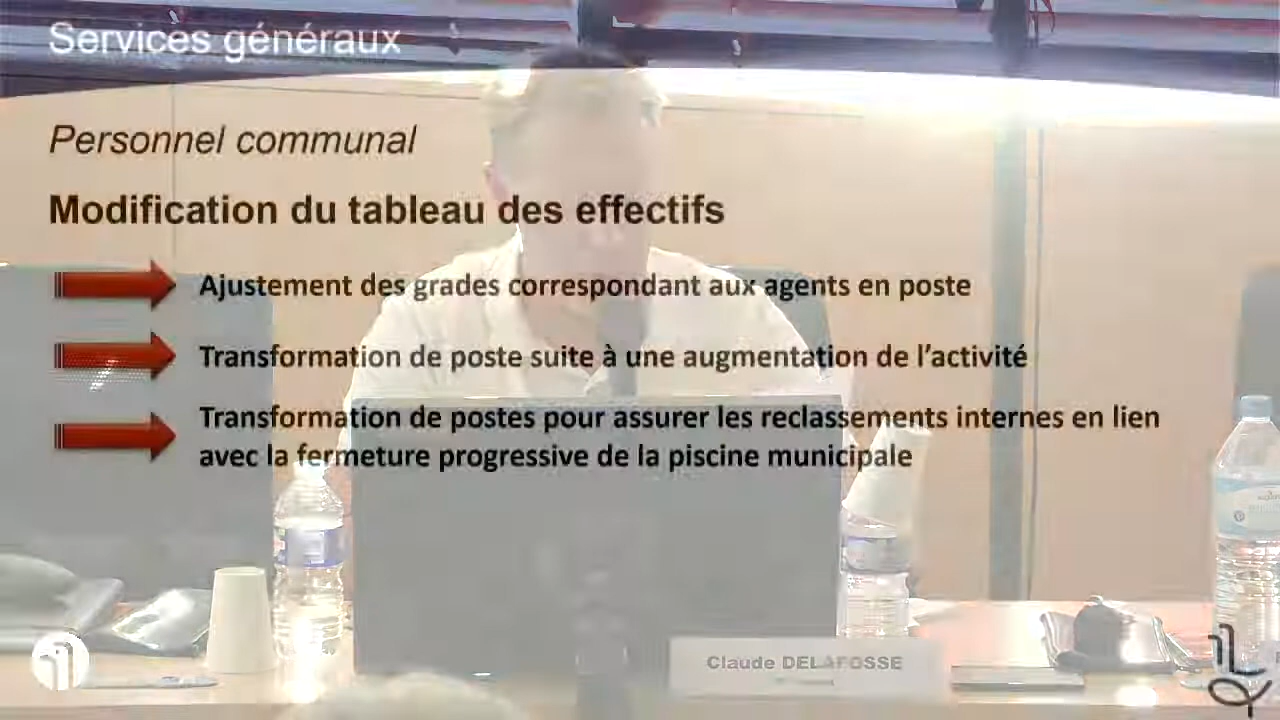 Services généraux
Personnel communal
Modification du tableau des effectifs
Ajustement des grades correspondant aux agents en poste
Transformation de poste suite à une augmentation de l’activité
Transformation de postes pour assurer les reclassements internes en lien
avec la fermeture progressive de la piscine municipale
Claude DELAFOSSE